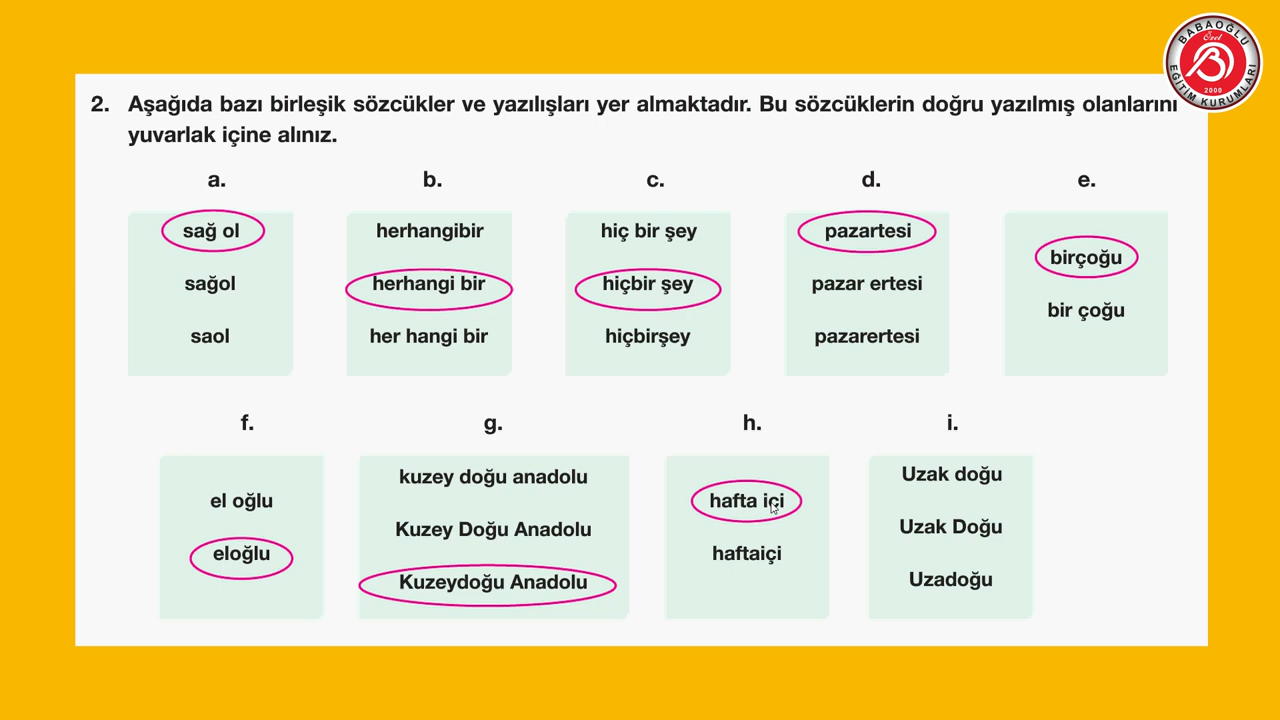 BABAOĞLU
Özel
B
2000
EĞİTİM KURUMLARI
2. Aşağıda bazı birleşik sözcükler ve yazılışları yer almaktadır. Bu sözcüklerin doğru yazılmış olanlarını
yuvarlak içine alınız.
a.
sağ ol
sağol
saol
b.
herhangibir
herhangi bir
her hangi bir
c.
hiç bir şey
hiçbir şey
hiçbirşey
d.
pazartesi
pazar ertesi
pazarertesi
e.
birçoğu
bir çoğu
f.
el oğlu
eloğlu
g.
kuzey doğu anadolu
Kuzey Doğu Anadolu
Kuzeydoğu Anadolu
h.
hafta içi
haftaiçi
i.
Uzak doğu
Uzak Doğu
Uzadoğu